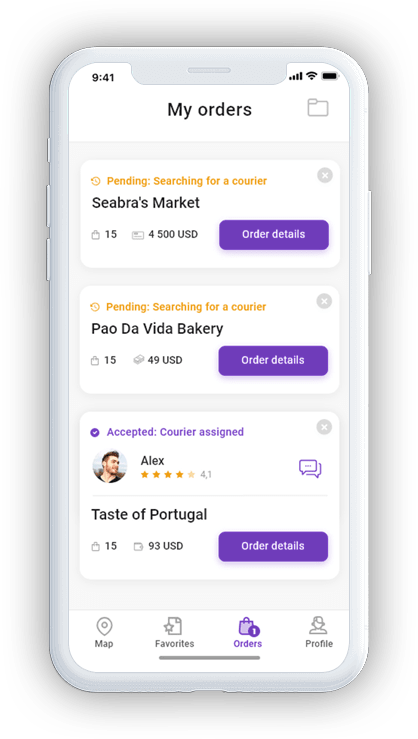 9:41
My orders
Pending: Searching for a courier
Seabra's Market
15 4 500 USD Order details
Pending: Searching for a courier
Pao Da Vida Bakery
15 49 USD Order details
Accepted: Courier assigned
Alex
4,1
Taste of Portugal
15 93 USD Order details
1
Map Favorites Orders Profile